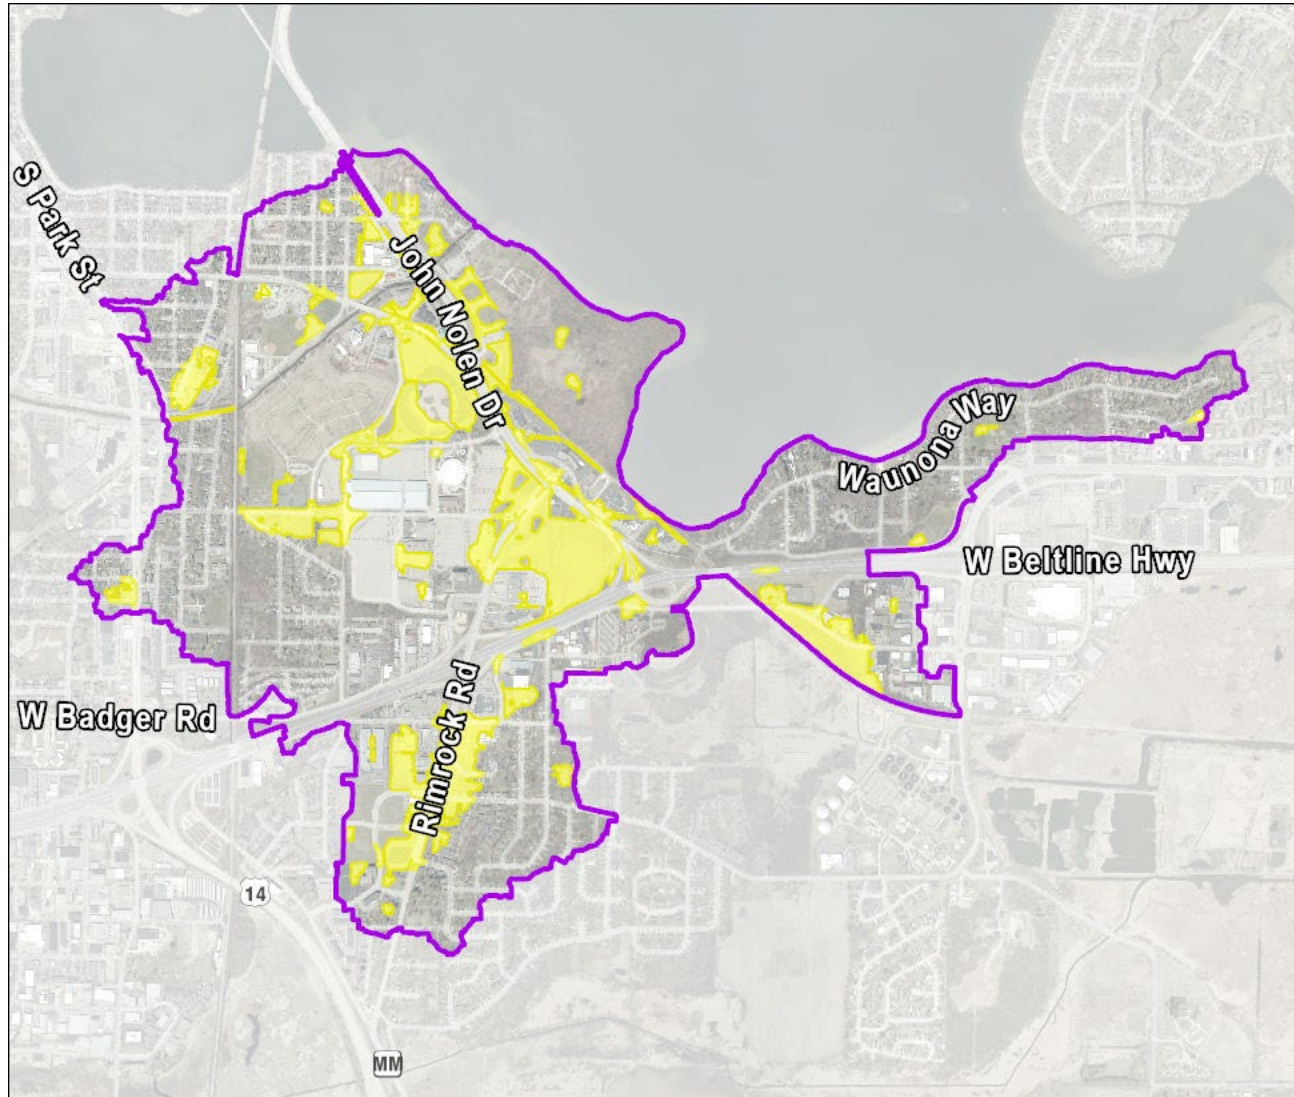 S Park St
John Nolen Dr
Waunona Way
W Beltline Hwy
W Badger Rd
Rimrock Rd
14
MM